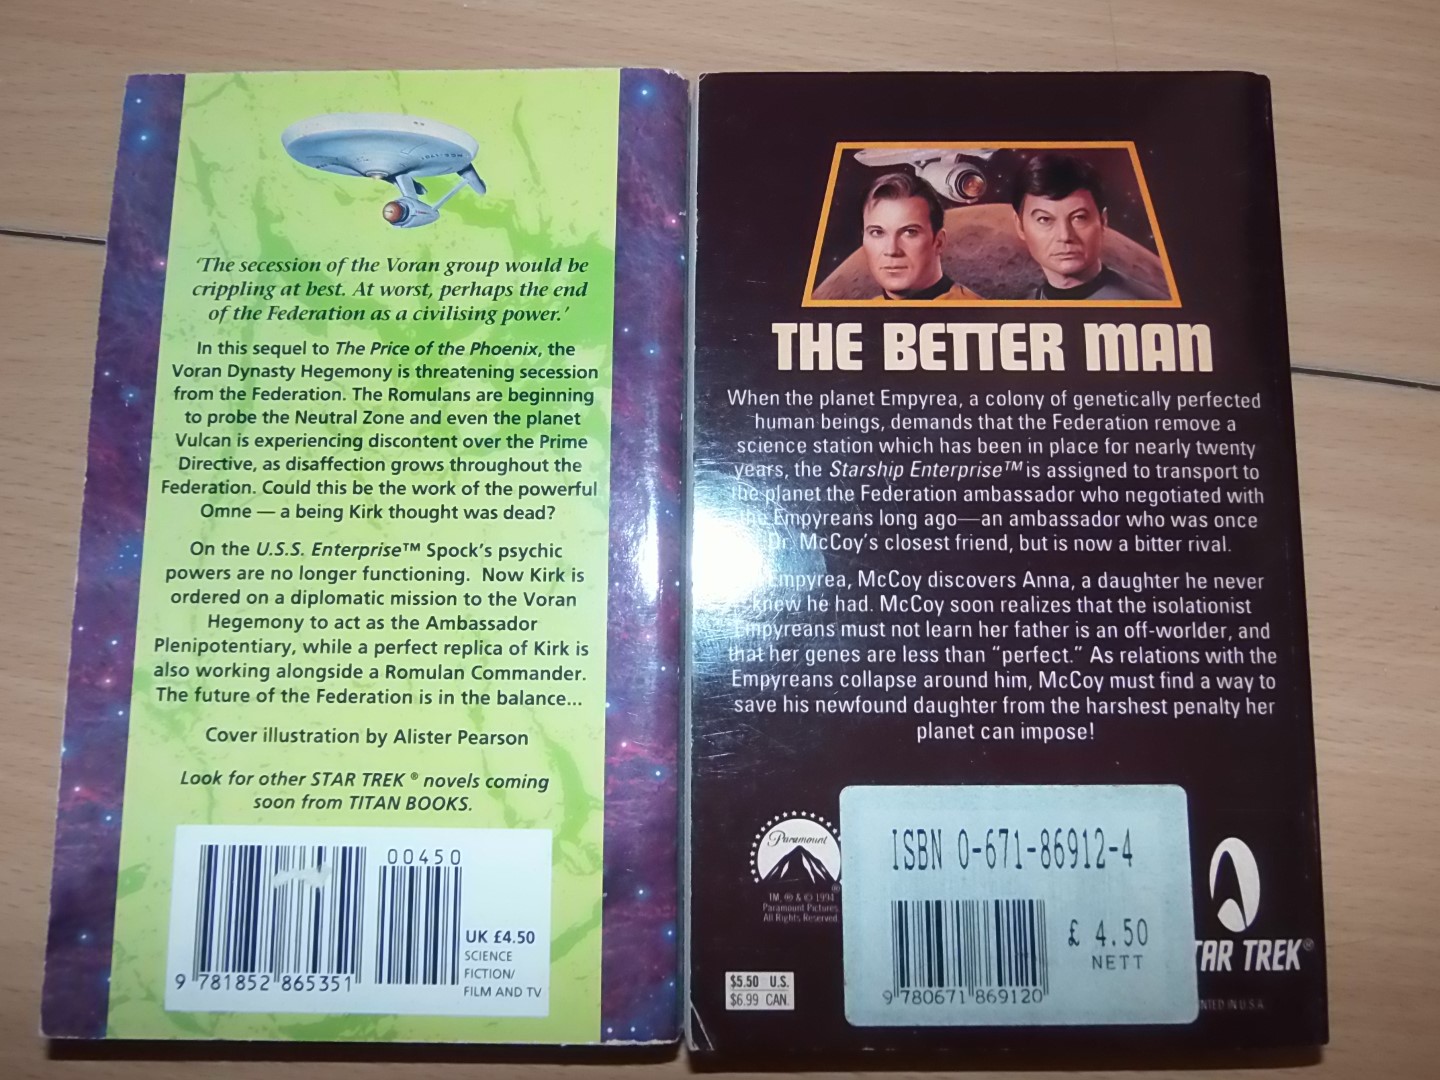 ‘The secession of the Voran group would be
crippling at best. At worst, perhaps the end
of the Federation as a civilising power.’
In this sequel to The Price of the Phoenix, the
Voran Dynasty Hegemony is threatening secession
from the Federation. The Romulans are beginning
to probe the Neutral Zone and even the planet
Vulcan is experiencing discontent over the Prime
Directive, as disaffection grows throughout the
Federation. Could this be the work of the powerful
Omne — a being Kirk thought was dead?
On the U.S.S. Enterprise™ Spock's psychic
powers are no longer functioning. Now Kirk is
ordered on a diplomatic mission to the Voran
Hegemony to act as the Ambassador
Plenipotentiary, while a perfect replica of Kirk is
also working alongside a Romulan Commander.
The future of the Federation is in the balance...
Cover illustration by Alister Pearson
Look for other STAR TREK ® novels coming
soon from TITAN BOOKS.
00450
UK £4.50
SCIENCE
FICTION/
FILM AND TV
9 781852 865351
THE BETTER MAN
When the planet Empyrea, a colony of genetically perfected
human beings, demands that the Federation remove a
science station which has been in place for nearly twenty
years, the Starship Enterprise™ is assigned to transport to
the planet the Federation ambassador who negotiated with
the Empyreans long ago—an ambassador who was once
Dr. McCoy's closest friend, but is now a bitter rival.
Empyrea, McCoy discovers Anna, a daughter he never
knew he had. McCoy soon realizes that the isolationist
Empyreans must not learn her father is an off-worlder, and
that her genes are less than “perfect.” As relations with the
Empyreans collapse around him, McCoy must find a way to
save his newfound daughter from the harshest penalty her
planet can impose!
Paramount
TM, ® & © 1994
Paramount Pictures.
All Rights Reserved.
$5.50 U.S.
$6.99 CAN.
ISBN 0-671-86912-4
£ 4.50
NETT
9 780671 869120
TAR TREK®
NTED IN U.S.A.